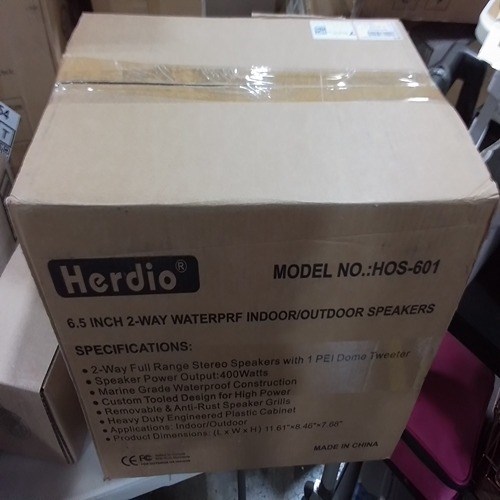 Herdio®
MODEL NO.:HOS-601
6.5 INCH 2-WAY WATERPRF INDOOR/OUTDOOR SPEAKERS
SPECIFICATIONS:
• 2-Way Full Range Stereo Speakers with 1 PEI Dome Tweeter
• Speaker Power Output:400Watts
• Marine Grade Waterproof Construction
• Custom Tooled Design for High Power
• Removable & Anti-Rust Speaker Grills
• Heavy Duty Engineered Plastic Cabinet
• Applications: Indoor/Outdoor
• Product Dimensions: (L x W x H) 11.61"×8.40"×7.68"
CE FC
MADE IN CHINA
T